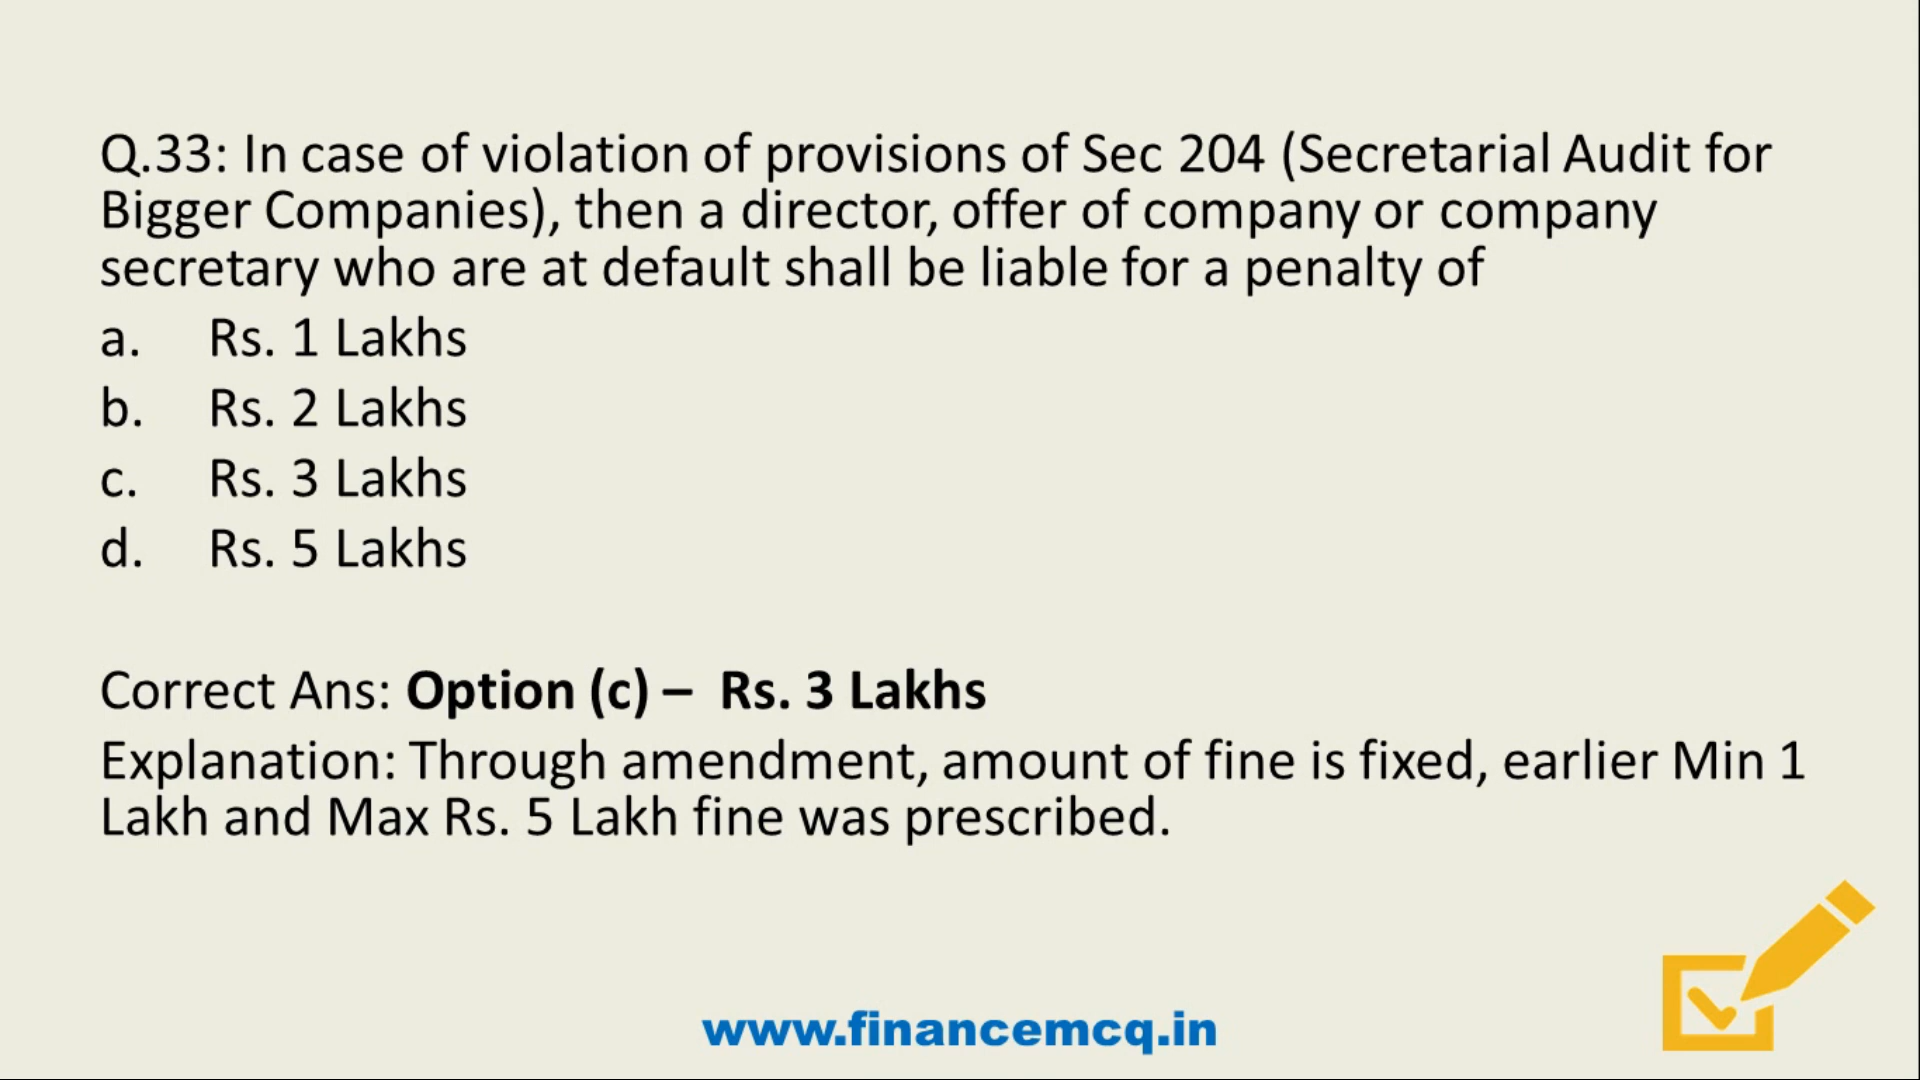 Q.33: In case of violation of provisions of Sec 204 (Secretarial Audit for
Bigger Companies), then a director, offer of company or company
secretary who are at default shall be liable for a penalty of
a. Rs. 1 Lakhs
b. Rs. 2 Lakhs
c. Rs. 3 Lakhs
d. Rs. 5 Lakhs
Correct Ans: Option (c) – Rs. 3 Lakhs
Explanation: Through amendment, amount of fine is fixed, earlier Min 1
Lakh and Max Rs. 5 Lakh fine was prescribed.
www.financemcq.in